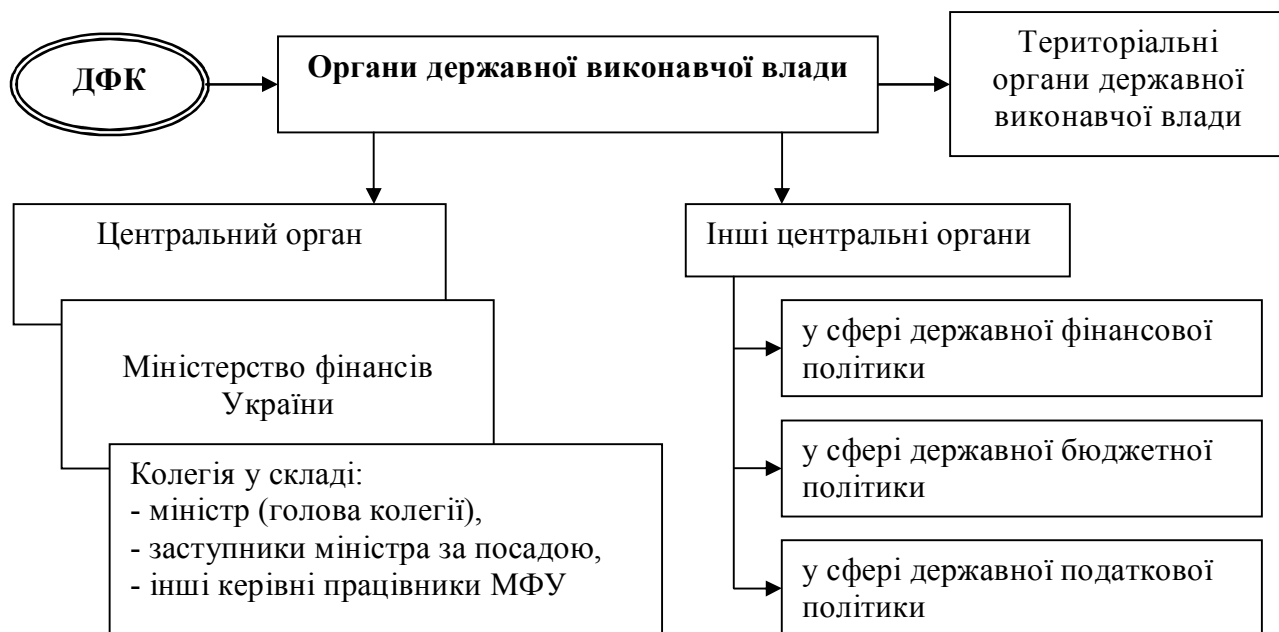 ДФК
Органи державної виконавчої влади
Територіальні
органи державної
виконавчої влади
Центральний орган
Міністерство фінансів
України
Колегія у складі:
- міністр (голова колегії),
- заступники міністра за посадою,
- інші керівні працівники МФУ
Інші центральні органи
у сфері державної фінансової
політики
у сфері державної бюджетної
політики
у сфері державної податкової
політики